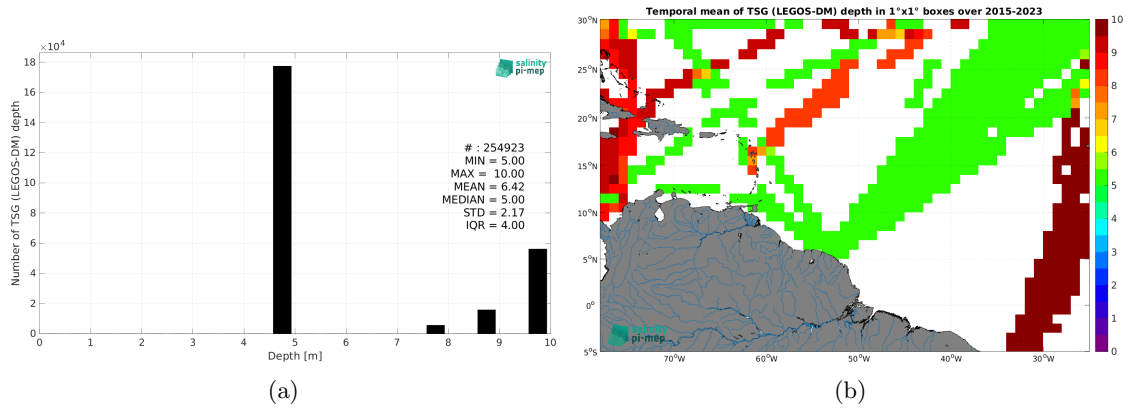 ×10⁴
18
16
14
12
10
8
6
4
2
0
Number of TSG (LEGOS-DM) depth
salinity
pi-mep
# : 254923
MIN = 5.00
MAX = 10.00
MEAN = 6.42
MEDIAN = 5.00
STD = 2.17
IQR = 4.00
0 1 2 3 4 5 6 7 8 9 10
Depth [m]
(a)
Temporal mean of TSG (LEGOS-DM) depth in 1°x1° boxes over 2015-2023
30°N
25°N
20°N
15°N
10°N
5°N
0°
5°S
salinity
pi-mep
70°W 60°W 50°W 40°W 30°W
10
9
8
7
6
5
4
3
2
1
0
(b)